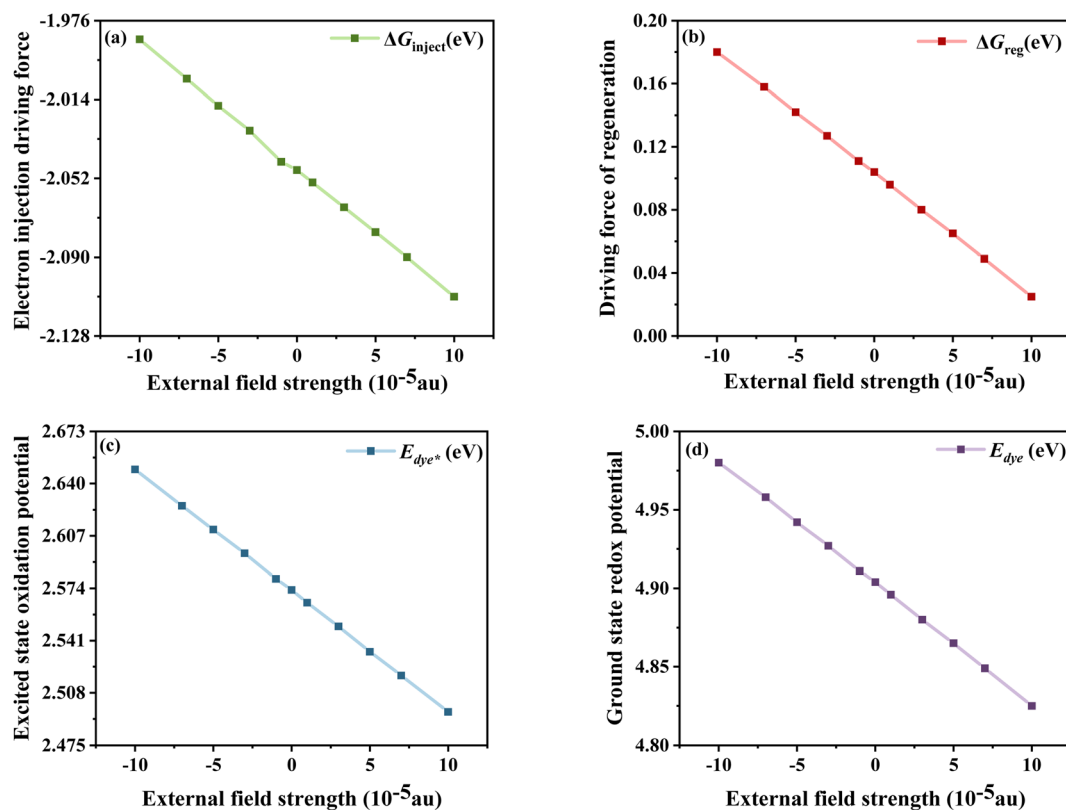 (a)
ΔG inject(eV)
Electron injection driving force
-1.976
-2.014
-2.052
-2.090
-2.128
-10
-5
0
5
10
External field strength (10-5au)
(b)
ΔG reg(eV)
Driving force of regeneration
0.20
0.16
0.12
0.08
0.04
0.00
-10
-5
0
5
10
External field strength (10-5au)
(c)
Edye* (eV)
Excited state oxidation potential
2.673
2.640
2.607
2.574
2.541
2.508
2.475
-10
-5
0
5
10
External field strength (10-5au)
(d)
Edye (eV)
Ground state redox potential
5.00
4.95
4.90
4.85
4.80
-10
-5
0
5
10
External field strength (10-5au)